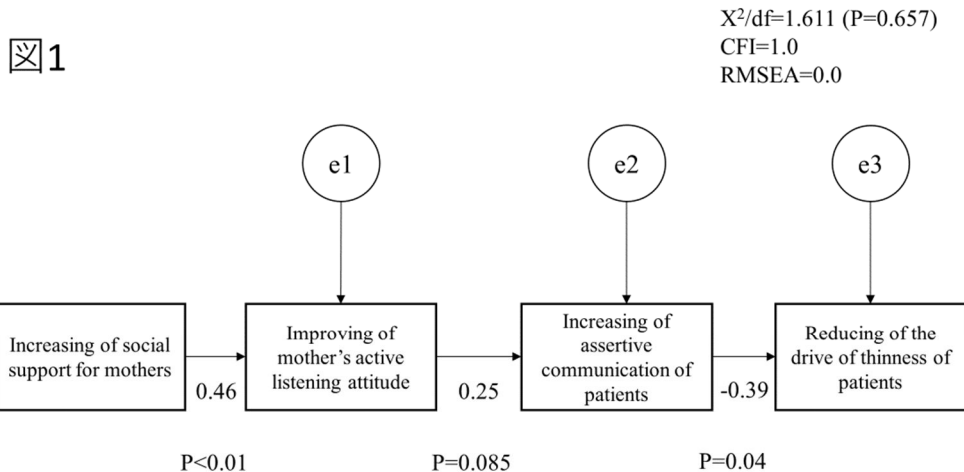 図1
X²/df=1.611 (P=0.657)
CFI=1.0
RMSEA=0.0
e1
e2
e3
Increasing of social
support for mothers
0.46
Improving of
mother’s active
listening attitude
0.25
Increasing of
assertive
communication of
patients
-0.39
Reducing of the
drive of thinness of
patients
P<0.01
P=0.085
P=0.04